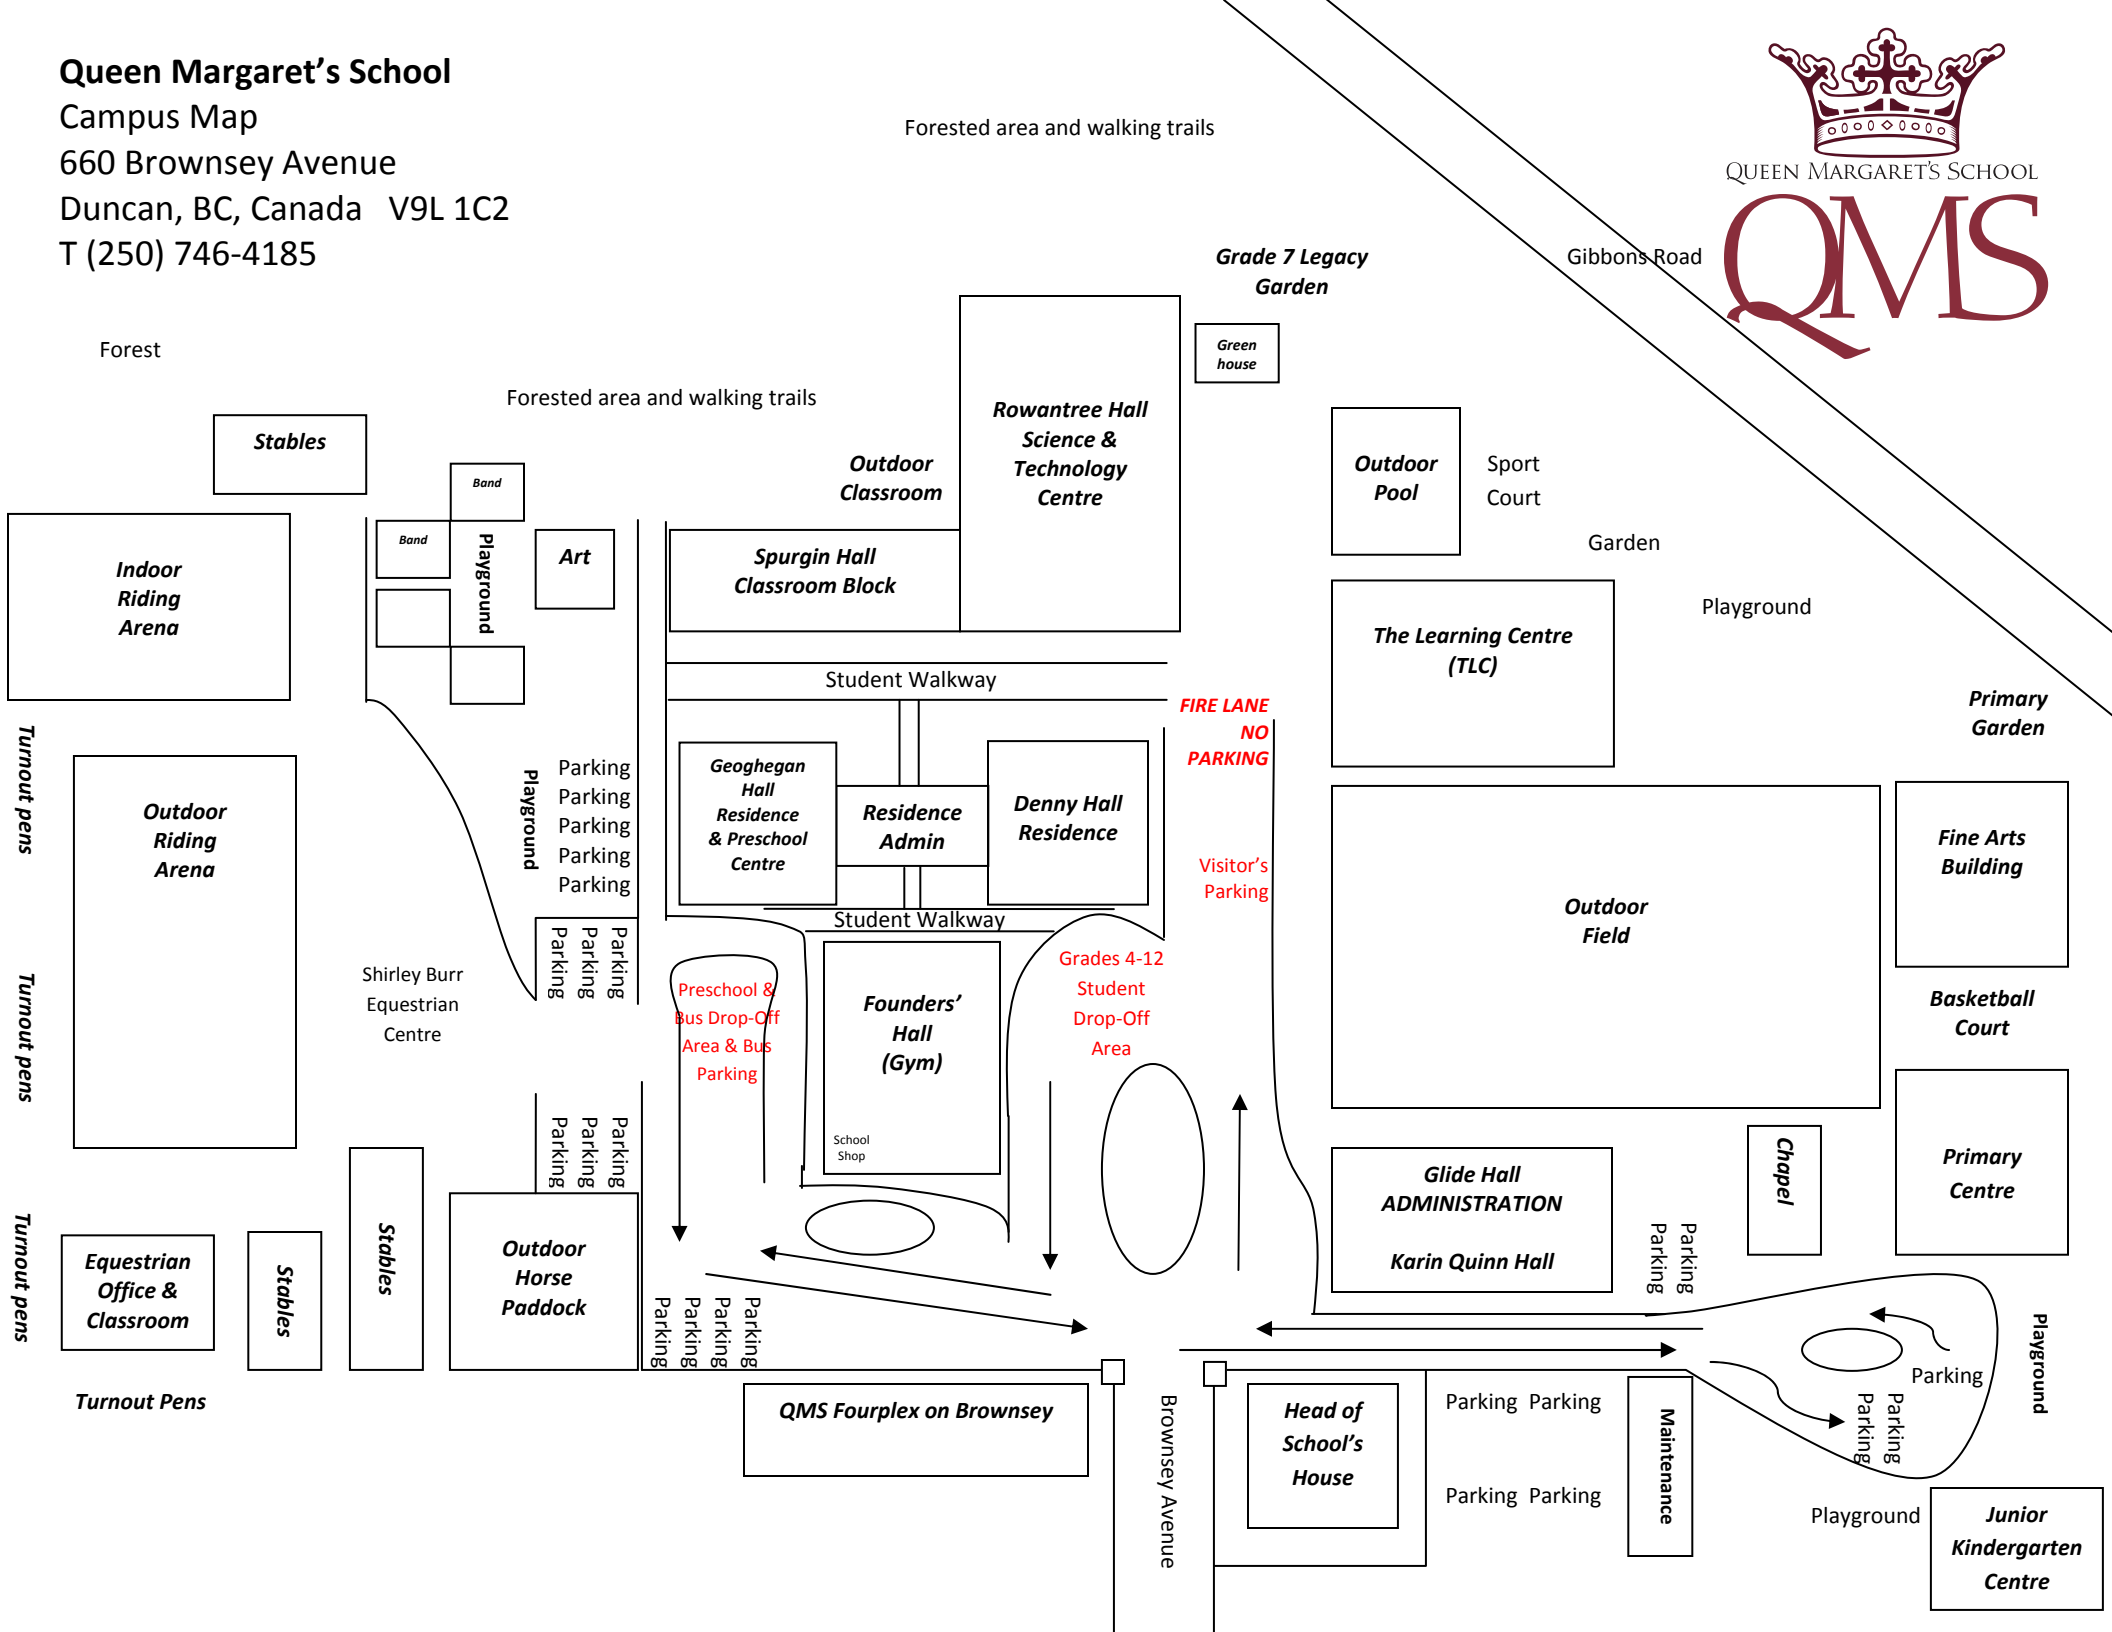 Queen Margaret’s School
Campus Map
660 Brownsey Avenue
Duncan, BC, Canada   V9L 1C2
T (250) 746-4185
QUEEN MARGARET'S SCHOOL
QMS
Forested area and walking trails
Gibbons Road
Grade 7 Legacy
Garden
Green
house
Forest
Forested area and walking trails
Stables
Band
Band
Playground
Art
Indoor
Riding
Arena
Outdoor
Classroom
Rowantree Hall
Science &
Technology
Centre
Spurgin Hall
Classroom Block
Outdoor
Pool
Sport
Court
Garden
Playground
The Learning Centre
(TLC)
Primary
Garden
Student Walkway
FIRE LANE
NO
PARKING
Turnout pens
Outdoor
Riding
Arena
Playground
Parking
Parking
Parking
Parking
Parking
Geoghegan
Hall
Residence
& Preschool
Centre
Residence
Admin
Denny Hall
Residence
Visitor’s
Parking
Outdoor
Field
Fine Arts
Building
Student Walkway
Parking
Parking
Parking
Shirley Burr
Equestrian
Centre
Turnout pens
Preschool &
Bus Drop-Off
Area & Bus
Parking
Founders’
Hall
(Gym)
School
Shop
Grades 4-12
Student
Drop-Off
Area
Basketball
Court
Primary
Centre
Chapel
Parking
Parking
Parking
Glide Hall
ADMINISTRATION
Karin Quinn Hall
Parking
Parking
Turnout pens
Equestrian
Office &
Classroom
Stables
Stables
Outdoor
Horse
Paddock
Parking
Parking
Parking
Parking
Turnout Pens
QMS Fourplex on Brownsey
Brownsey Avenue
Head of
School’s
House
Parking  Parking
Parking  Parking
Maintenance
Parking
Parking
Parking
Playground
Playground
Junior
Kindergarten
Centre